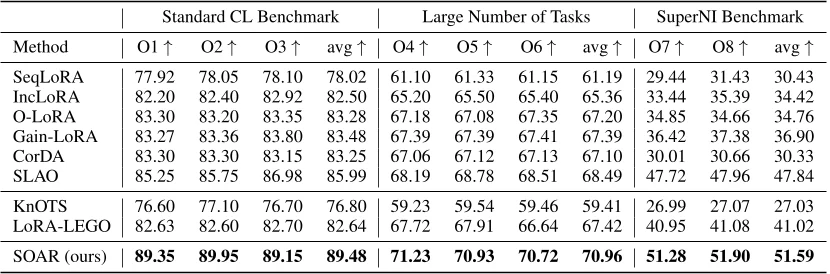 Standard CL Benchmark Large Number of Tasks SuperNI Benchmark
Method O1 ↑ O2 ↑ O3 ↑ avg ↑ O4 ↑ O5 ↑ O6 ↑ avg ↑ O7 ↑ O8 ↑ avg ↑
SeqLoRA 77.92 78.05 78.10 78.02 61.10 61.33 61.15 61.19 29.44 31.43 30.43
IncLoRA 82.20 82.40 82.92 82.50 65.20 65.50 65.40 65.36 33.44 35.39 34.42
O-LoRA 83.30 83.20 83.35 83.28 67.18 67.08 67.35 67.20 34.85 34.66 34.76
Gain-LoRA 83.27 83.36 83.80 83.48 67.39 67.39 67.41 67.39 36.42 37.38 36.90
CorDA 83.30 83.30 83.15 83.25 67.06 67.12 67.13 67.10 30.01 30.66 30.33
SLAO 85.25 85.75 86.98 85.99 68.19 68.78 68.51 68.49 47.72 47.96 47.84
KnOTS 76.60 77.10 76.70 76.80 59.23 59.54 59.46 59.41 26.99 27.07 27.03
LoRA-LEGO 82.63 82.60 82.70 82.64 67.72 67.91 66.64 67.42 40.95 41.08 41.02
SOAR (ours) 89.35 89.95 89.15 89.48 71.23 70.93 70.72 70.96 51.28 51.90 51.59